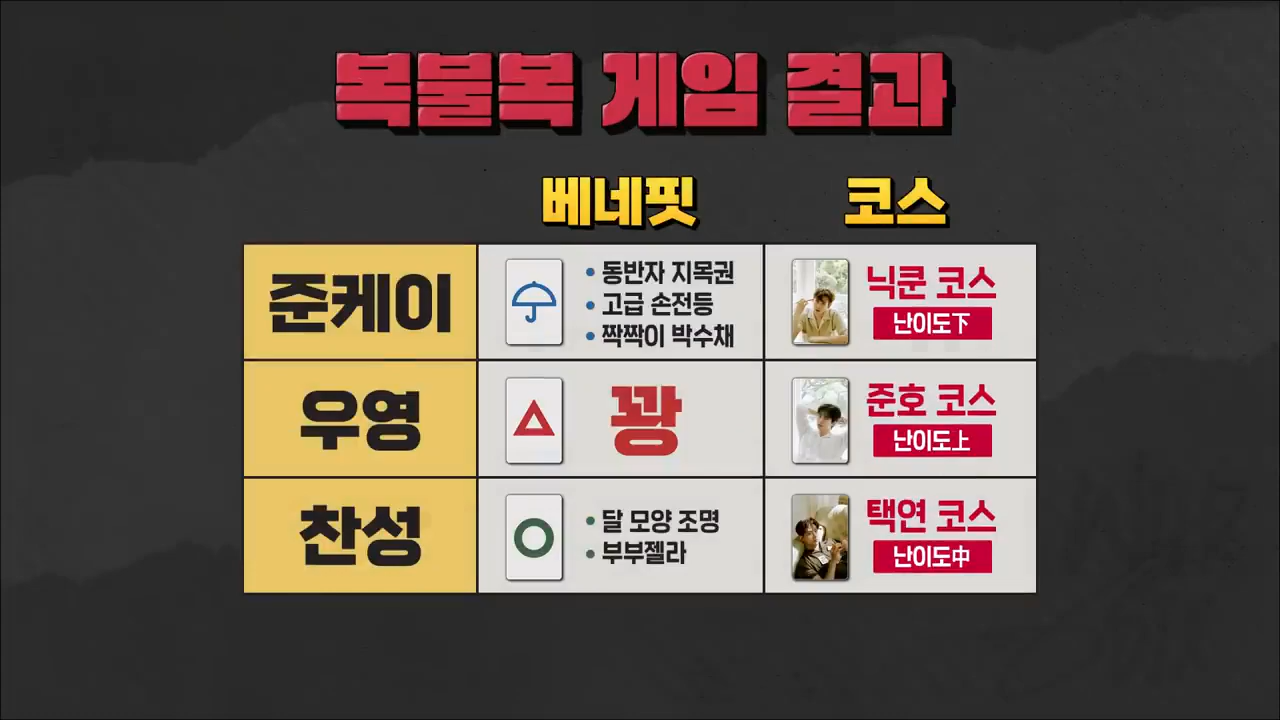 복불복 게임 결과
베네핏
코스
준케이
• 동반자 지목권
• 고급 손전등
• 짝짝이 박수채
닉쿤 코스
난이도下
우영
꽝
준호 코스
난이도上
찬성
• 달 모양 조명
• 부부젤라
택연 코스
난이도中